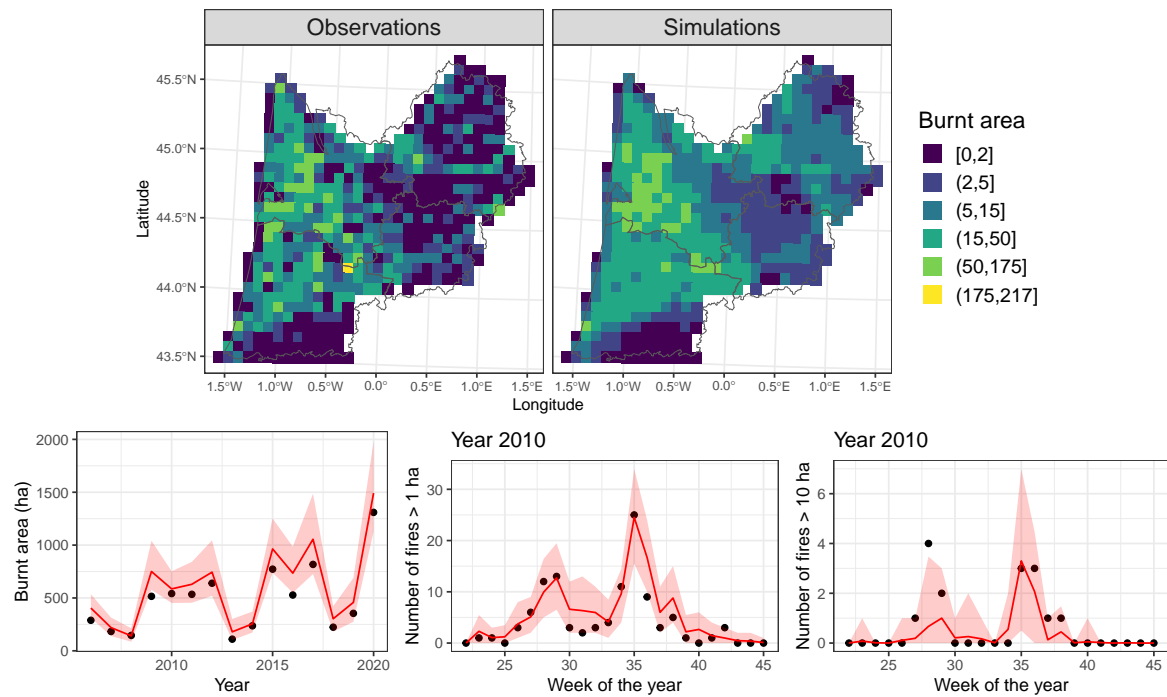 Observations
Simulations
45.5°N
45.0°N
44.5°N
44.0°N
43.5°N
Latitude
1.5°W 1.0°W 0.5°W 0.0° 0.5°E 1.0°E 1.5°E
1.5°W 1.0°W 0.5°W 0.0° 0.5°E 1.0°E 1.5°E
Longitude
Burnt area
[0,2]
(2,5]
(5,15]
(15,50]
(50,175]
(175,217]
2000
1500
1000
500
0
Burnt area (ha)
2010 2015 2020
Year
Year 2010
30
20
10
0
Number of fires > 1 ha
25 30 35 40 45
Week of the year
Year 2010
6
4
2
0
Number of fires > 10 ha
25 30 35 40 45
Week of the year